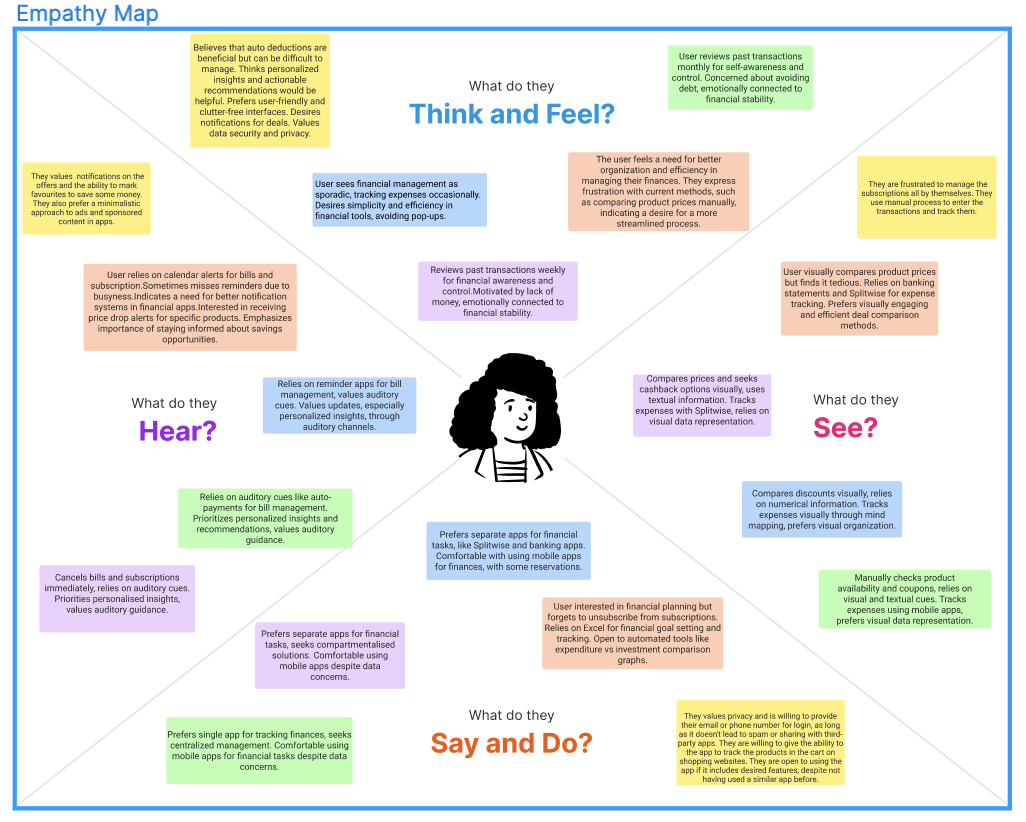 Empathy Map
Believes that auto deductions are
beneficial but can be difficult to
manage. Thinks personalized
insights and actionable
recommendations would be
helpful. Prefers user-friendly and
clutter-free interfaces. Desires
notifications for deals. Values
data security and privacy.
What do they
Think and Feel?
User reviews past transactions
monthly for self-awareness and
control. Concerned about avoiding
debt, emotionally connected to
financial stability.
They values  notifications on the
offers and the ability to mark
favourites to save some money.
They also prefer a minimalistic
approach to ads and sponsored
content in apps.
User sees financial management as
sporadic, tracking expenses occasionally.
Desires simplicity and efficiency in
financial tools, avoiding pop-ups.
The user feels a need for better
organization and efficiency in
managing their finances. They express
frustration with current methods, such
as comparing product prices manually,
indicating a desire for a more
streamlined process.
They are frustrated to manage the
subscriptions all by themselves. They
use manual process to enter the
transactions and track them.
User relies on calendar alerts for bills and
subscription.Sometimes misses reminders due to
busyness.Indicates a need for better notification
systems in financial apps.Interested in receiving
price drop alerts for specific products. Emphasizes
importance of staying informed about savings
opportunities.
Reviews past transactions weekly
for financial awareness and
control.Motivated by lack of
money, emotionally connected to
financial stability.
User visually compares product prices
but finds it tedious. Relies on banking
statements and Splitwise for expense
tracking. Prefers visually engaging
and efficient deal comparison
methods.
What do they
Hear?
Relies on reminder apps for bill
management, values auditory
cues. Values updates, especially
personalized insights, through
auditory channels.
Compares prices and seeks
cashback options visually, uses
textual information. Tracks
expenses with Splitwise, relies on
visual data representation.
What do they
See?
Relies on auditory cues like auto-
payments for bill management.
Prioritizes personalized insights and
recommendations, values auditory
guidance.
Compares discounts visually, relies
on numerical information. Tracks
expenses visually through mind
mapping, prefers visual organization.
Prefers separate apps for financial
tasks, like Splitwise and banking apps.
Comfortable with using mobile apps
for finances, with some reservations.
Cancels bills and subscriptions
immediately, relies on auditory cues.
Priorities personalised insights,
values auditory guidance.
Manually checks product
availability and coupons, relies on
visual and textual cues. Tracks
expenses using mobile apps,
prefers visual data representation.
Prefers separate apps for financial
tasks, seeks compartmentalised
solutions. Comfortable using
mobile apps despite data
concerns.
User interested in financial planning but
forgets to unsubscribe from subscriptions.
Relies on Excel for financial goal setting and
tracking. Open to automated tools like
expenditure vs investment comparison
graphs.
Prefers single app for tracking finances, seeks
centralized management. Comfortable using
mobile apps for financial tasks despite data
concerns.
What do they
Say and Do?
They values privacy and is willing to provide
their email or phone number for login, as long
as it doesn't lead to spam or sharing with third-
party apps. They are willing to give the ability to
the app to track the products in the cart on
shopping websites. They are open to using the
app if it includes desired features, despite not
having used a similar app before.